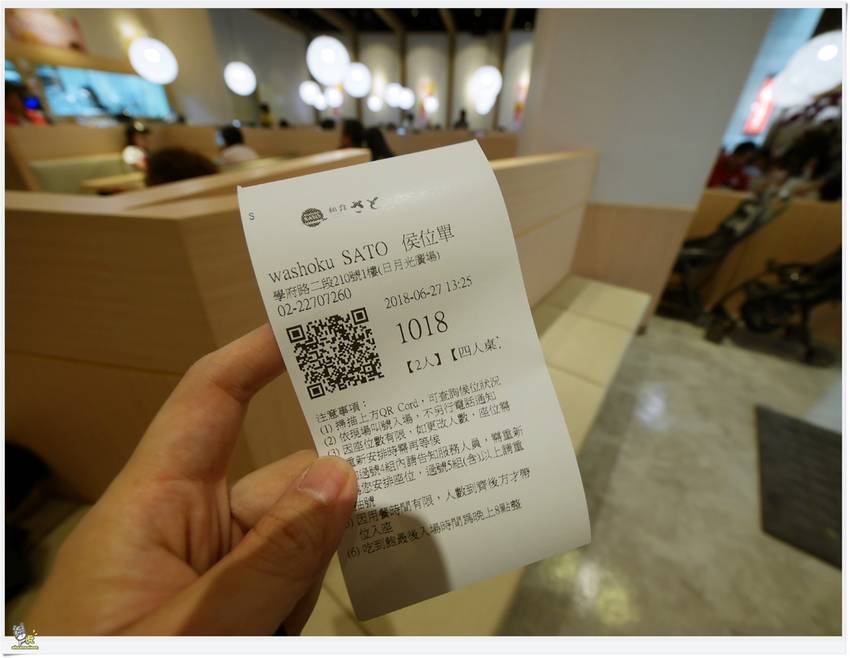 S
和食 さと
washoku SATO 侯位單
學府路二段210號1樓(日月光廣場)
02-22707260
2018-06-27 13:25
1018
【2人】【四人桌】
注意事項：
(1) 掃描上方QR Cord，可查詢候位狀況
(2) 依現場叫號入場，不另行電話通知
(3) 因座位數有限，如更改人數，座位需
重新安排時需再等候
過號4組內請告知服務人員，需重新
為您安排座位，過號5組(含)以上請重
抽號
) 因用餐時間有限，人數到齊後方才帶
位入座
(6) 吃到飽最後入場時間為晚上8點整